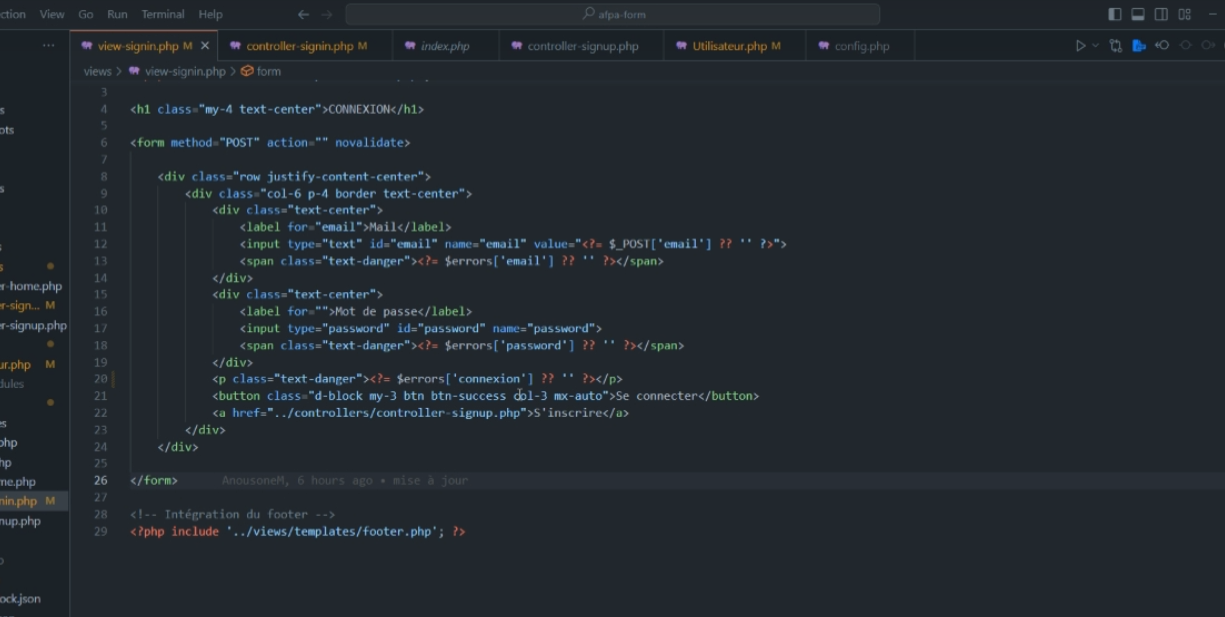 ction View Go Run Terminal Help
afpa-form
view-signin.php M
controller-signin.php M
index.php
controller-signup.php
Utilisateur.php M
config.php
views > view-signin.php > form
3
4 <h1 class="my-4 text-center">CONNEXION</h1>
5
6 <form method="POST" action="" novalidate>
7
8 <div class="row justify-content-center">
9 <div class="col-6 p-4 border text-center">
10 <div class="text-center">
11 <label for="email">Mail</label>
12 <input type="text" id="email" name="email" value="<?= $_POST['email'] ?? '' ?>">
13 <span class="text-danger"><?= $errors['email'] ?? '' ?></span>
14 </div>
15 <div class="text-center">
16 <label for="">Mot de passe</label>
17 <input type="password" id="password" name="password">
18 <span class="text-danger"><?= $errors['password'] ?? '' ?></span>
19 </div>
20 <p class="text-danger"><?= $errors['connexion'] ?? '' ?></p>
21 <button class="d-block my-3 btn btn-success col-3 mx-auto">Se connecter</button>
22 <a href="../controllers/controller-signup.php">S'inscrire</a>
23 </div>
24 </div>
25
26 </form> AnousoneM, 6 hours ago • mise à jour
27
28 <!-- Intégration du footer -->
29 <?php include '../views/templates/footer.php'; ?>
s
ots
s
s
s
r-home.php
r-sign... M
r-signup.php
ur.php M
dules
es
php
hp
me.php
nin.php M
nup.php
ock.json